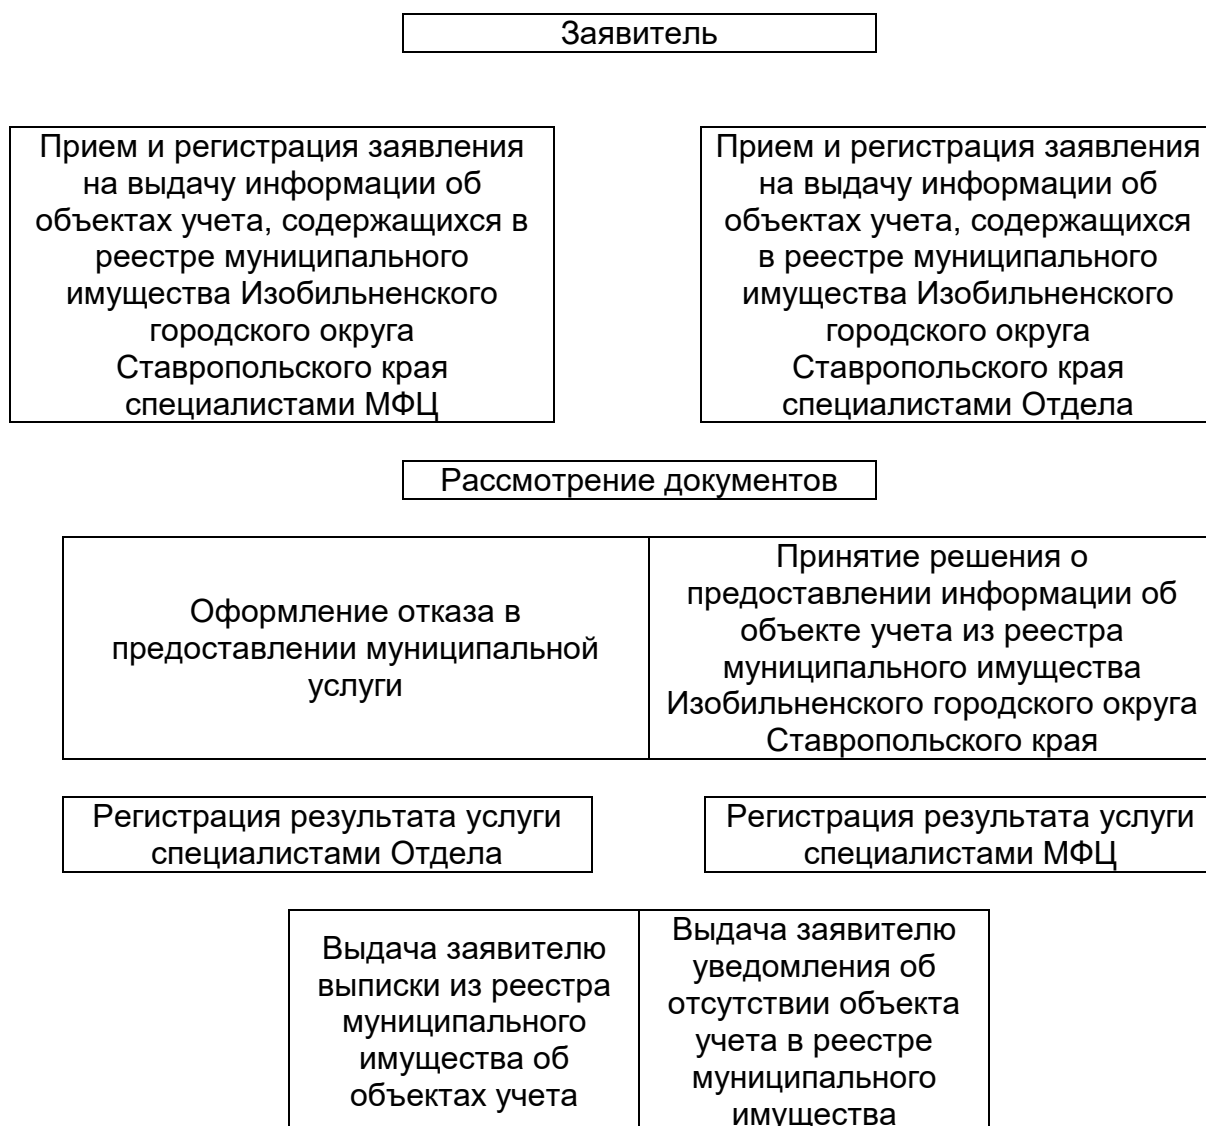 Заявитель
Прием и регистрация заявления
на выдачу информации об
объектах учета, содержащихся в
реестре муниципального
имущества Изобильненского
городского округа
Ставропольского края
специалистами МФЦ
Прием и регистрация заявления
на выдачу информации об
объектах учета, содержащихся
в реестре муниципального
имущества Изобильненского
городского округа
Ставропольского края
специалистами Отдела
Рассмотрение документов
Оформление отказа в
предоставлении муниципальной
услуги
Принятие решения о
предоставлении информации об
объекте учета из реестра
муниципального имущества
Изобильненского городского округа
Ставропольского края
Регистрация результата услуги
специалистами Отдела
Регистрация результата услуги
специалистами МФЦ
Выдача заявителю
выписки из реестра
муниципального
имущества об
объектах учета
Выдача заявителю
уведомления об
отсутствии объекта
учета в реестре
муниципального
имущества